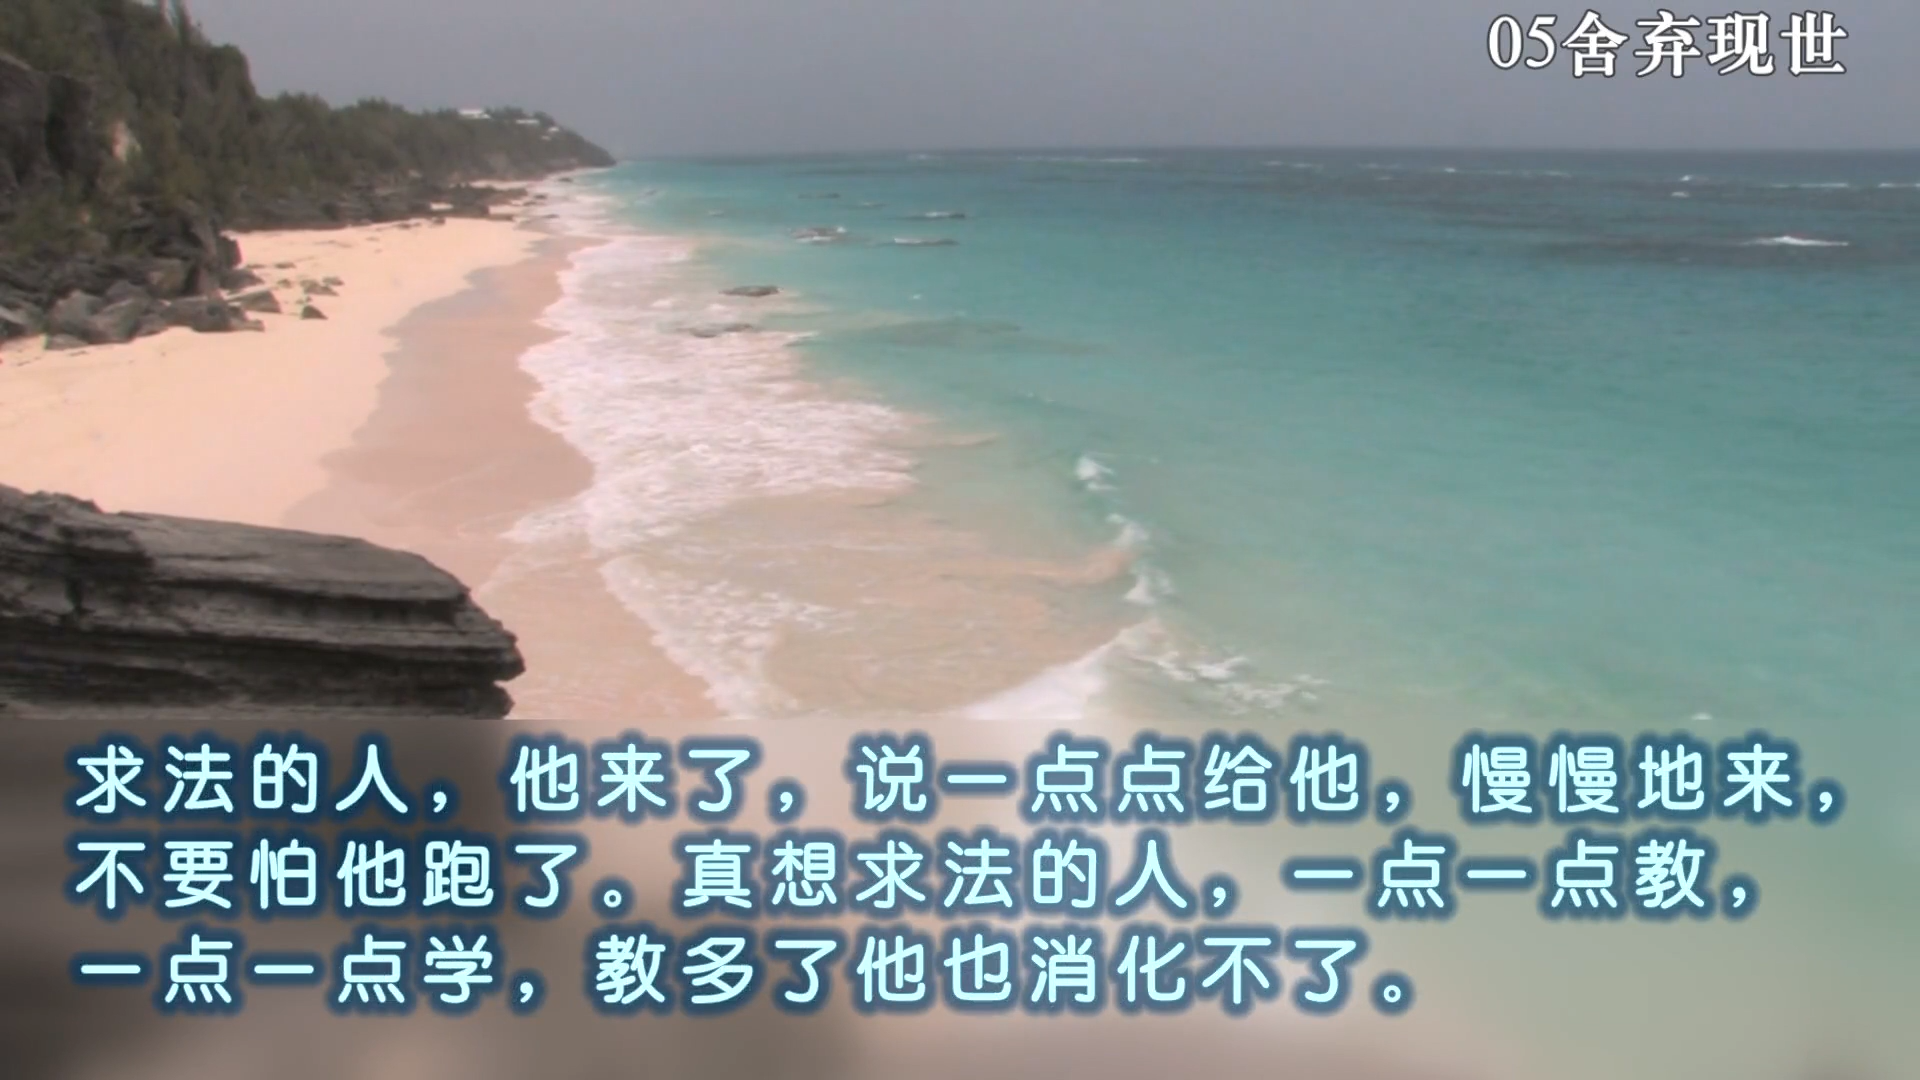 05舍弃现世
求法的人，他来了，说一点点给他，慢慢地来，
不要怕他跑了。真想求法的人，一点一点教，
一点一点学，教多了他也消化不了。